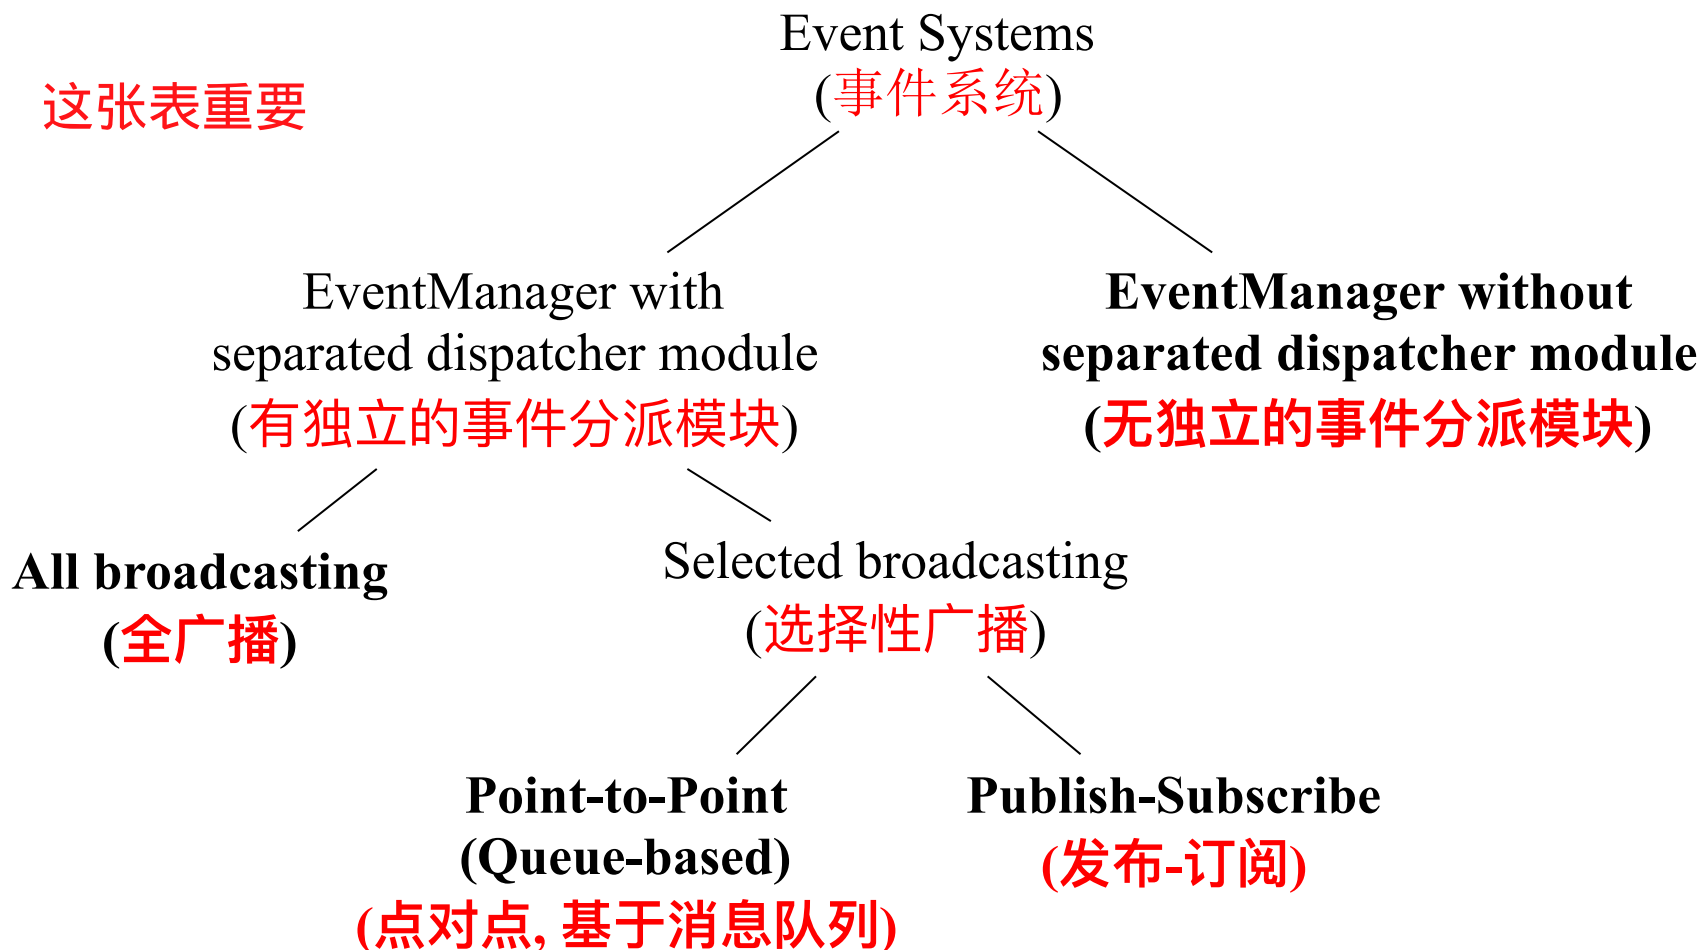 Event Systems
(事件系统)
这张表重要
EventManager with
separated dispatcher module
(有独立的事件分派模块)
EventManager without
separated dispatcher module
(无独立的事件分派模块)
All broadcasting
(全广播)
Selected broadcasting
(选择性广播)
Point-to-Point
(Queue-based)
(点对点, 基于消息队列)
Publish-Subscribe
(发布-订阅)